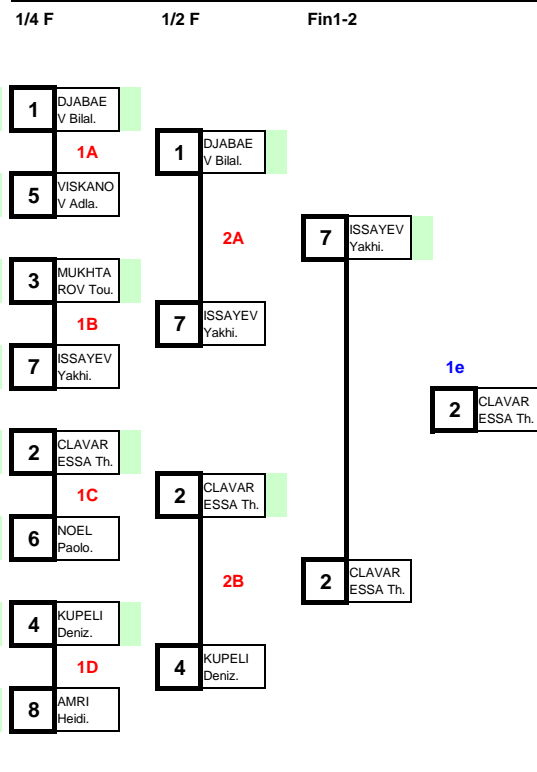 1/4 F 1/2 F Fin1-2
1 DJABAE
V Bilal.
1A
5 VISKANO
V Adla.
1 DJABAE
V Bilal.
2A
7 ISSAYEV
Yakhi.
3 MUKHTA
ROV Tou.
1B
7 ISSAYEV
Yakhi.
7 ISSAYEV
Yakhi.
1e
2 CLAVAR
ESSA Th.
2 CLAVAR
ESSA Th.
1C
6 NOEL
Paolo.
2 CLAVAR
ESSA Th.
2B
2 CLAVAR
ESSA Th.
4 KUPELI
Deniz.
1D
4 KUPELI
Deniz.
8 AMRI
Heidi.